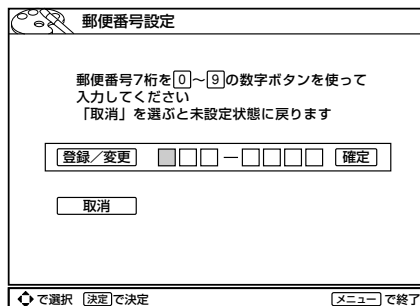 郵便番号設定
郵便番号7桁を0～9の数字ボタンを使って
入力してください
「取消」を選ぶと未設定状態に戻ります
登録／変更 □□□－□□□□ 確定
取消
で選択 決定で決定 メニューで終了